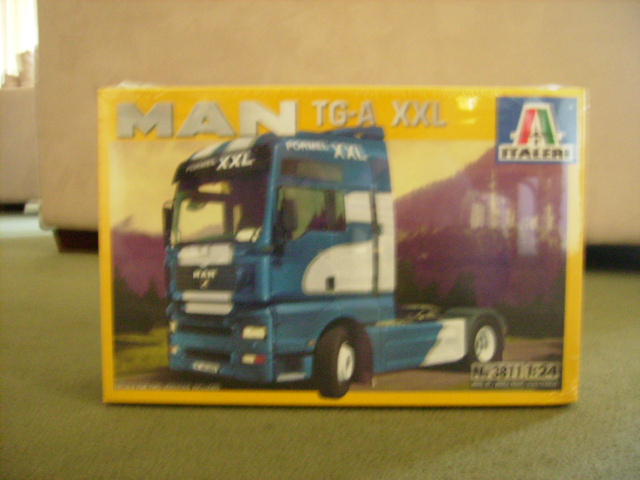 MAN TG-A XXL
ITALERI
FORMEL XXL
FORMEL XXL
MAN
No. 3811 1:24